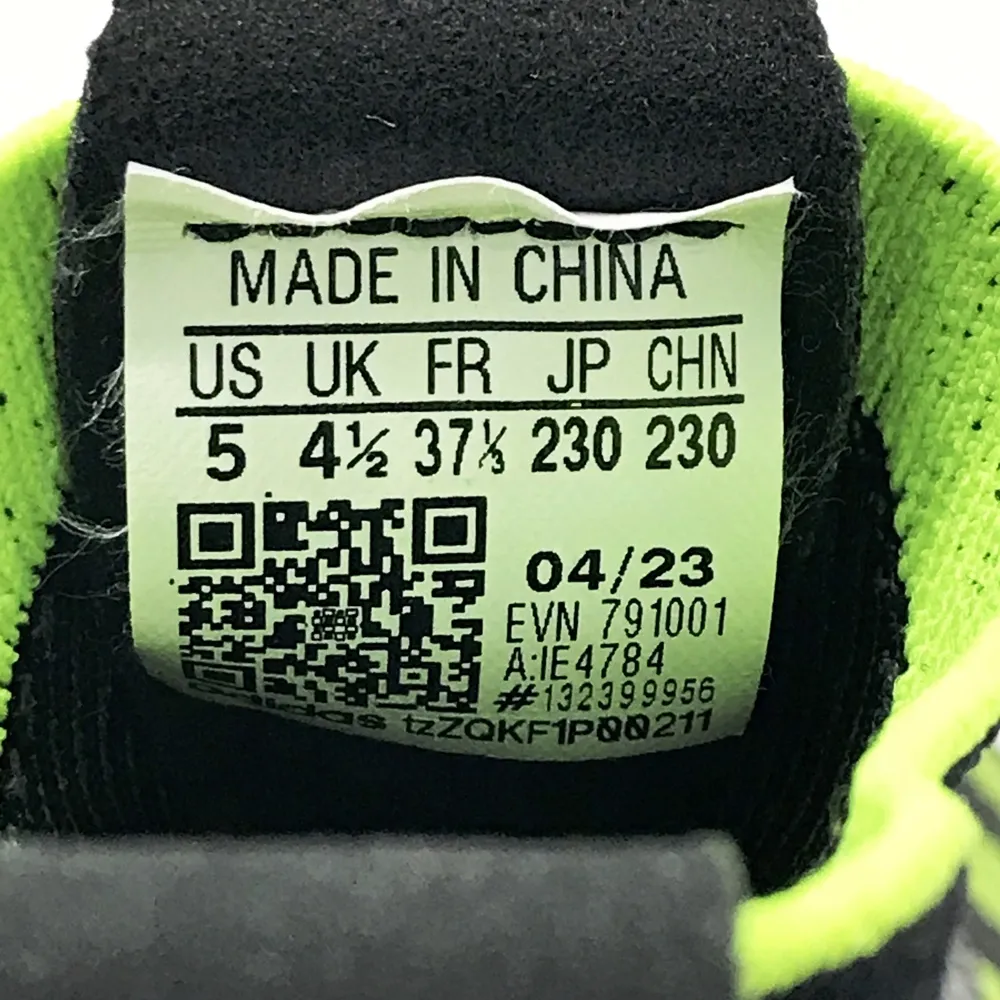 MADE IN CHINA
US UK FR JP CHN
5 4½ 37⅓ 230 230
04/23
EVN 791001
A:IE4784
#132399956
adidas tzZQKF1P00211